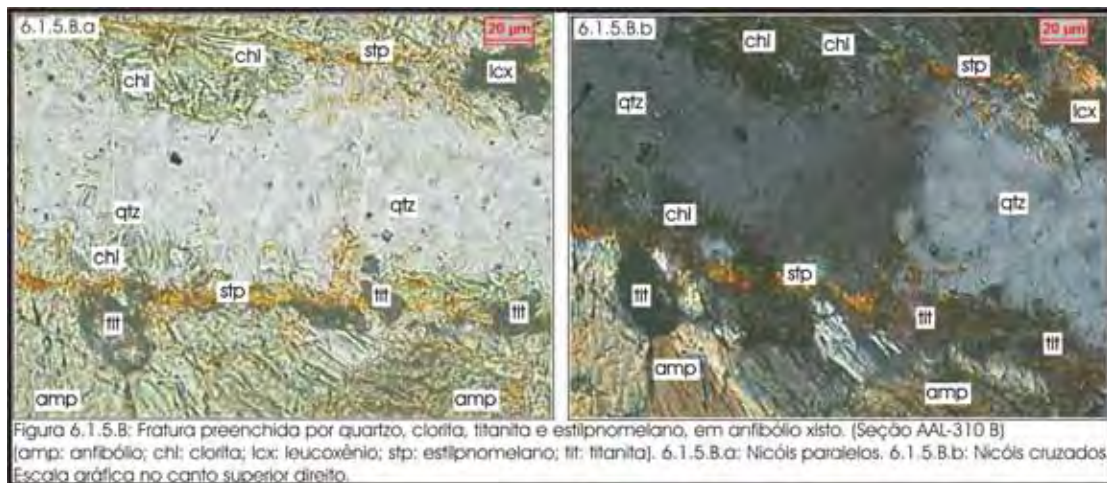 6.1.5.B.a
chl
chl
stp
20 µm
lcx
qtz
qtz
chl
stp
tit
tit
tit
amp
amp
6.1.5.B.b
chl
chl
stp
20 µm
lcx
qtz
qtz
chl
stp
tit
tit
tit
amp
amp
Figura 6.1.5.B: Fratura preenchida por quartzo, clorita, titanita e estilpnomelano, em anfibólio xisto. (Seção AAL-310 B)
(amp: anfibólio; chl: clorita; lcx: leucoxênio; stp: estilpnomelano; tit: titanita). 6.1.5.B.a: Nicóis paralelos. 6.1.5.B.b: Nicóis cruzados
Escala gráfica no canto superior direito.